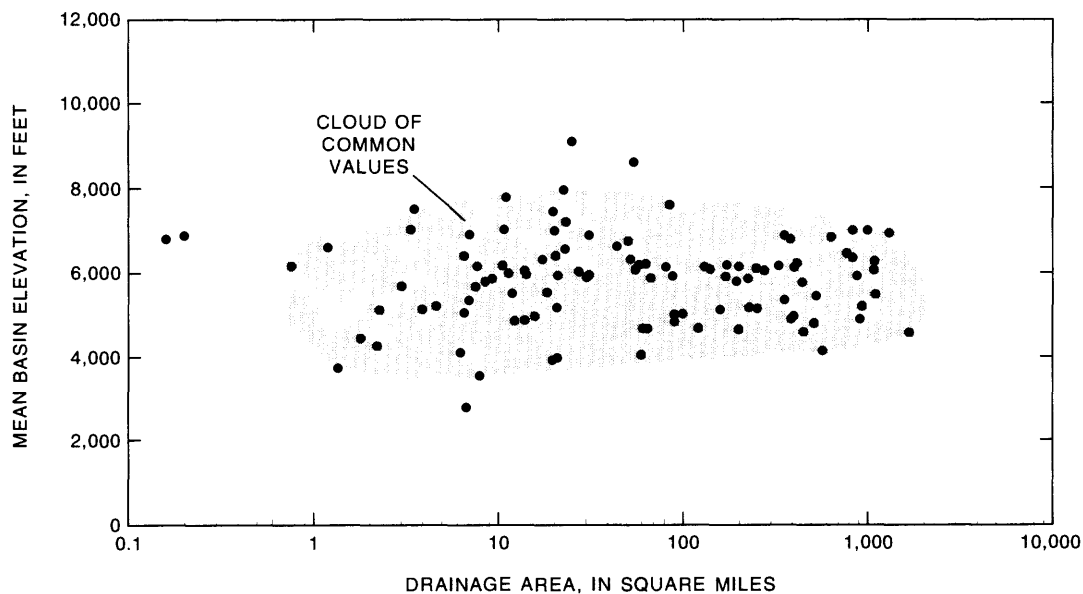 12,000
10,000
8,000
6,000
4,000
2,000
0
MEAN BASIN ELEVATION, IN FEET
CLOUD OF
COMMON
VALUES
0.1 1 10 100 1,000 10,000
DRAINAGE AREA, IN SQUARE MILES